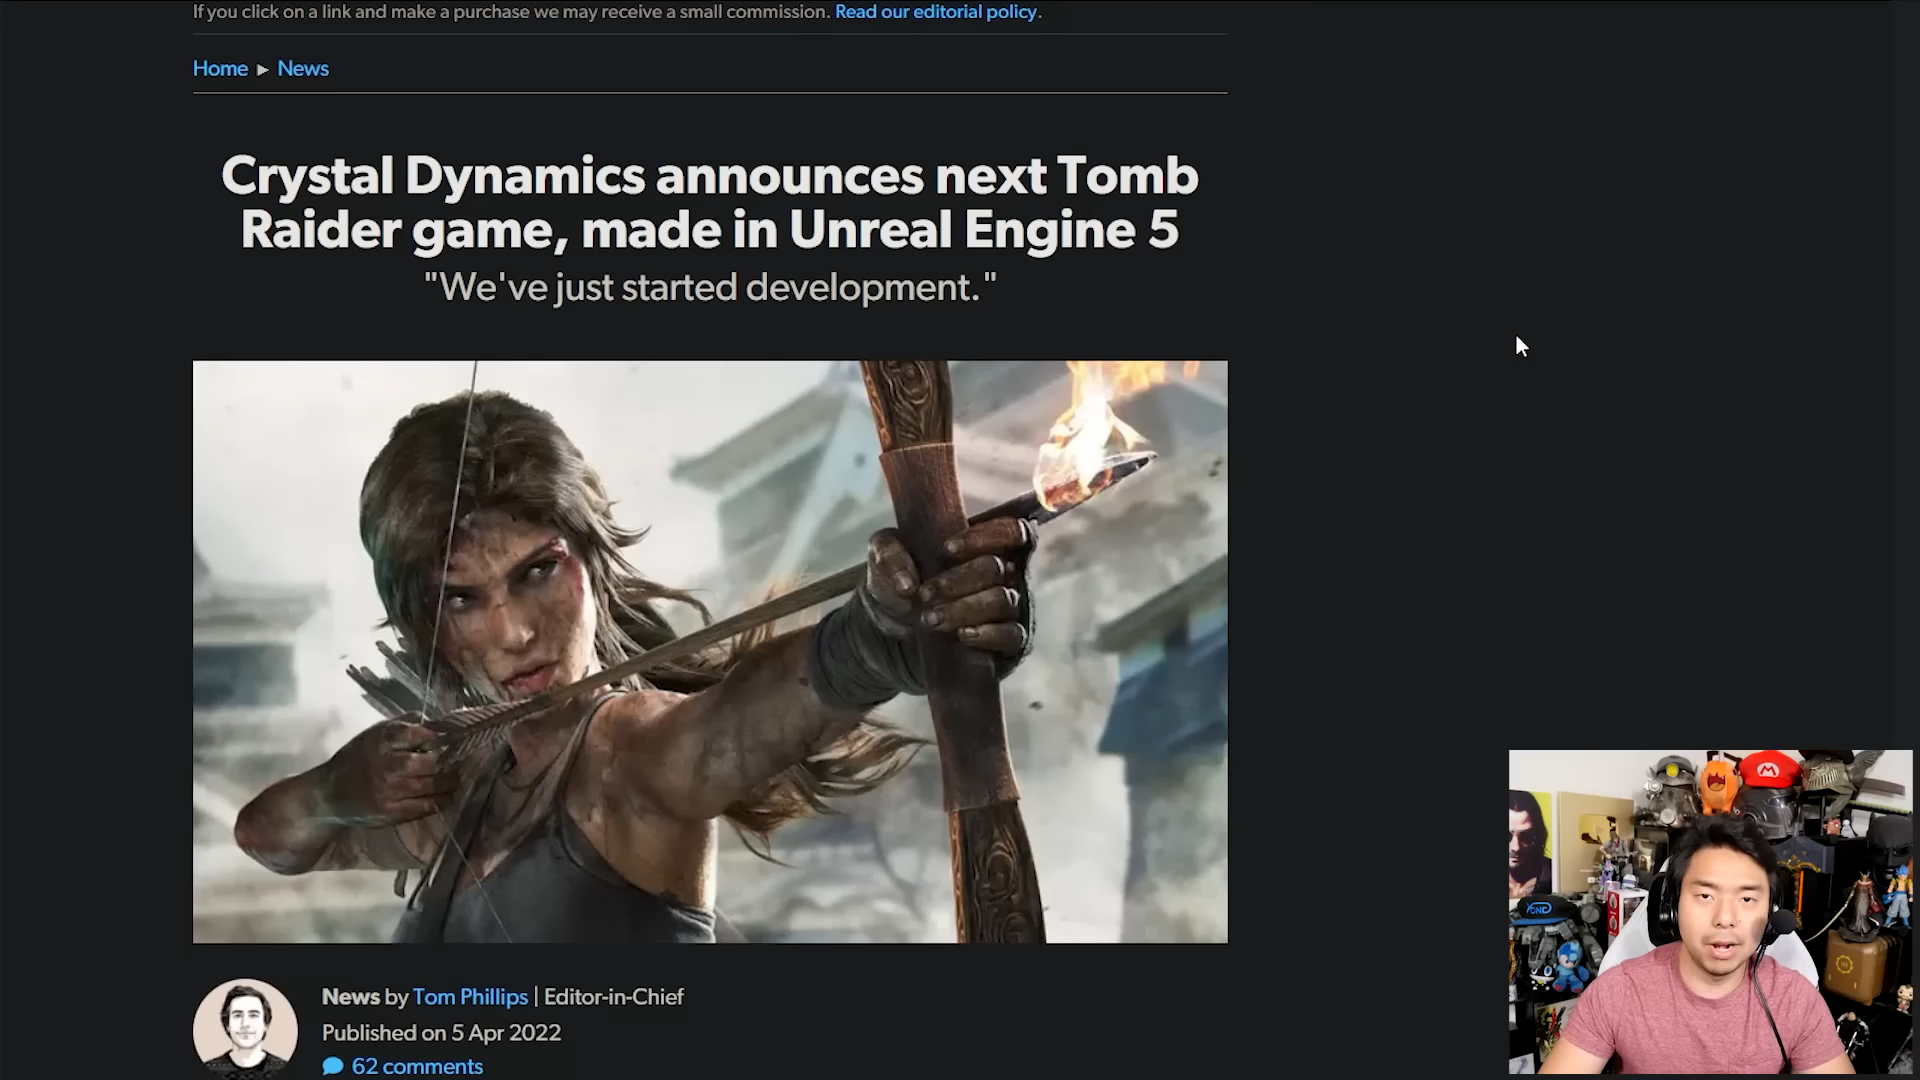 If you click on a link and make a purchase we may receive a small commission. Read our editorial policy.
Home ► News
Crystal Dynamics announces next Tomb
Raider game, made in Unreal Engine 5
"We've just started development."
News by Tom Phillips | Editor-in-Chief
Published on 5 Apr 2022
62 comments
M